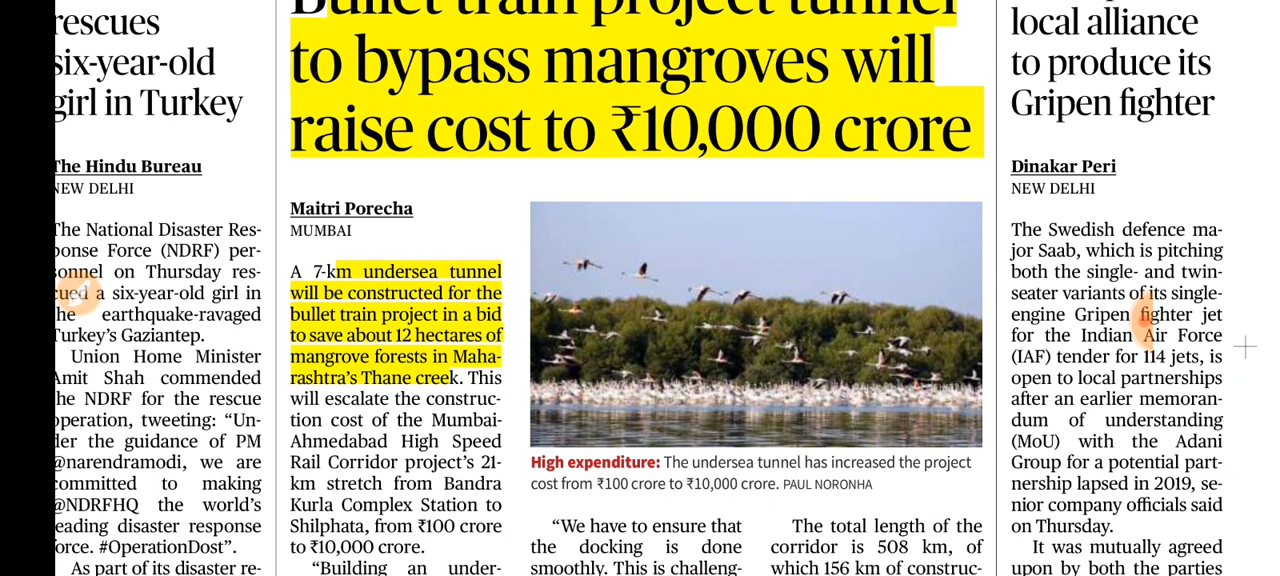 rescues
six-year-old
girl in Turkey
The Hindu Bureau
NEW DELHI
The National Disaster Res-
ponse Force (NDRF) per-
sonnel on Thursday res-
cued a six-year-old girl in
the earthquake-ravaged
Turkey’s Gaziantep.
Union Home Minister
Amit Shah commended
the NDRF for the rescue
operation, tweeting: “Un-
der the guidance of PM
@narendramodi, we are
committed to making
@NDRFHQ the world’s
leading disaster response
force. #OperationDost”.
As part of its disaster re-
Bullet train project tunnel
to bypass mangroves will
raise cost to ₹10,000 crore
Maitri Porecha
MUMBAI
A 7-km undersea tunnel
will be constructed for the
bullet train project in a bid
to save about 12 hectares of
mangrove forests in Maha-
rashtra’s Thane creek. This
will escalate the construc-
tion cost of the Mumbai-
Ahmedabad High Speed
Rail Corridor project’s 21-
km stretch from Bandra
Kurla Complex Station to
Shilphata, from ₹100 crore
to ₹10,000 crore.
“Building an under-
High expenditure: The undersea tunnel has increased the project
cost from ₹100 crore to ₹10,000 crore. PAUL NORONHA
“We have to ensure that
the docking is done
smoothly. This is challeng-
The total length of the
corridor is 508 km, of
which 156 km of construc-
local alliance
to produce its
Gripen fighter
Dinakar Peri
NEW DELHI
The Swedish defence ma-
jor Saab, which is pitching
both the single- and twin-
seater variants of its single-
engine Gripen fighter jet
for the Indian Air Force
(IAF) tender for 114 jets, is
open to local partnerships
after an earlier memoran-
dum of understanding
(MoU) with the Adani
Group for a potential part-
nership lapsed in 2019, se-
nior company officials said
on Thursday.
It was mutually agreed
upon by both the parties